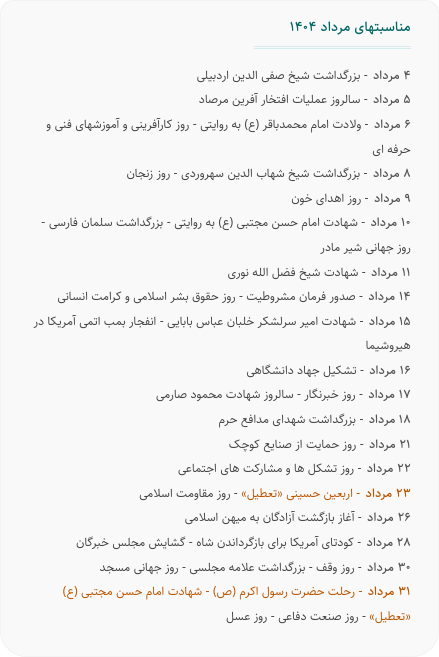 مناسبتهای مرداد ۱۴۰۴
۴ مرداد - بزرگداشت شیخ صفی الدین اردبیلی
۵ مرداد - سالروز عملیات افتخار آفرین مرصاد
۶ مرداد - ولادت امام محمدباقر (ع) به روایتی - روز کارآفرینی و آموزشهای فنی و
حرفه ای
۸ مرداد - بزرگداشت شیخ شهاب الدین سهروردی - روز زنجان
۹ مرداد - روز اهدای خون
۱۰ مرداد - شهادت امام حسن مجتبی (ع) به روایتی - بزرگداشت سلمان فارسی -
روز جهانی شیر مادر
۱۱ مرداد - شهادت شیخ فضل الله نوری
۱۴ مرداد - صدور فرمان مشروطیت - روز حقوق بشر اسلامی و کرامت انسانی
۱۵ مرداد - شهادت امیر سرلشکر خلبان عباس بابایی - انفجار بمب اتمی آمریکا در
هیروشیما
۱۶ مرداد - تشکیل جهاد دانشگاهی
۱۷ مرداد - روز خبرنگار - سالروز شهادت محمود صارمی
۱۸ مرداد - بزرگداشت شهدای مدافع حرم
۲۱ مرداد - روز حمایت از صنایع کوچک
۲۲ مرداد - روز تشکل ها و مشارکت های اجتماعی
۲۳ مرداد - اربعین حسینی «تعطیل» - روز مقاومت اسلامی
۲۶ مرداد - آغاز بازگشت آزادگان به میهن اسلامی
۲۸ مرداد - کودتای آمریکا برای بازگرداندن شاه - گشایش مجلس خبرگان
۳۰ مرداد - روز وقف - بزرگداشت علامه مجلسی - روز جهانی مسجد
۳۱ مرداد - رحلت حضرت رسول اکرم (ص) - شهادت امام حسن مجتبی (ع)
«تعطیل» - روز صنعت دفاعی - روز عسل